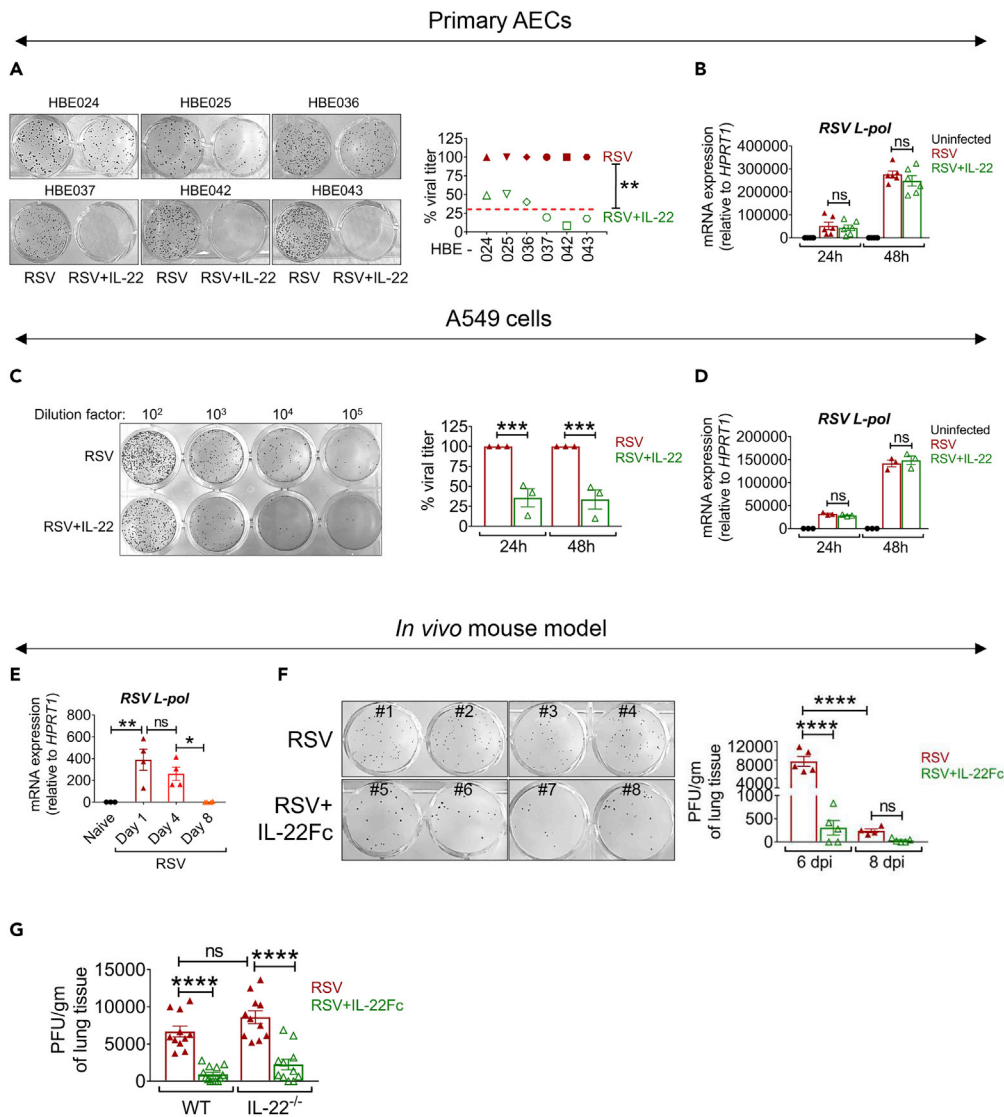 Primary AECs
A
HBE024 HBE025 HBE036
HBE037 HBE042 HBE043
RSV RSV+IL-22 RSV RSV+IL-22 RSV RSV+IL-22
% viral titer
125
100
75
50
25
0
RSV
**
RSV+IL-22
HBE -
024 025 036 037 042 043
B
RSV L-pol
mRNA expression
(relative to HPRT1)
400000
300000
200000
100000
0
ns
ns
Uninfected
RSV
RSV+IL-22
24h 48h
A549 cells
C
Dilution factor: 10² 10³ 10⁴ 10⁵
RSV
RSV+IL-22
% viral titer
125
100
75
50
25
0
*** ***
RSV
RSV+IL-22
24h 48h
D
RSV L-pol
mRNA expression
(relative to HPRT1)
200000
150000
100000
50000
0
ns
ns
Uninfected
RSV
RSV+IL-22
24h 48h
In vivo mouse model
E
RSV L-pol
mRNA expression
(relative to HPRT1)
800
600
400
200
0
** ns
*
Naive Day 1 Day 4 Day 8
RSV
F
RSV
#1 #2 #3 #4
RSV+
IL-22Fc
#5 #6 #7 #8
PFU/gm
of lung tissue
12000
10000
8000
6000
1000
500
0
****
****
ns
RSV
RSV+IL-22Fc
6 dpi 8 dpi
G
PFU/gm
of lung tissue
15000
10000
5000
0
ns
**** ****
RSV
RSV+IL-22Fc
WT IL-22⁻/⁻